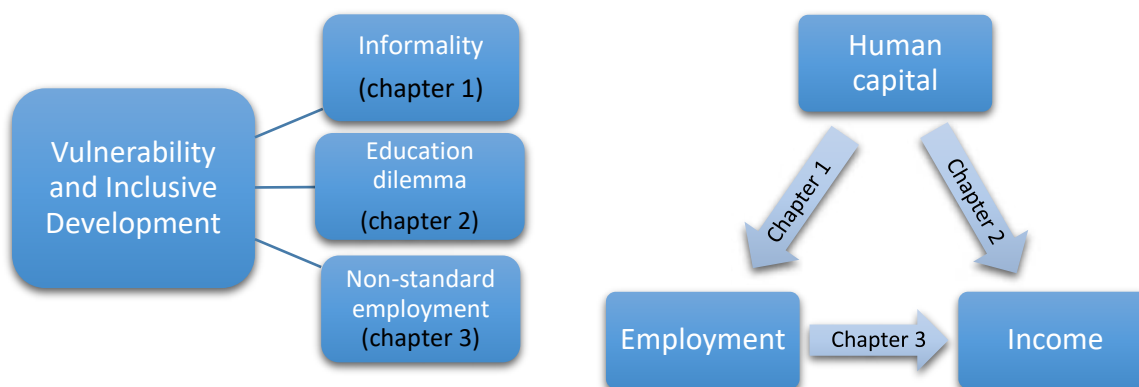 Vulnerability
and Inclusive
Development
Informality
(chapter 1)
Education
dilemma
(chapter 2)
Non-standard
employment
(chapter 3)
Human
capital
Chapter 1
Chapter 2
Employment
Chapter 3
Income